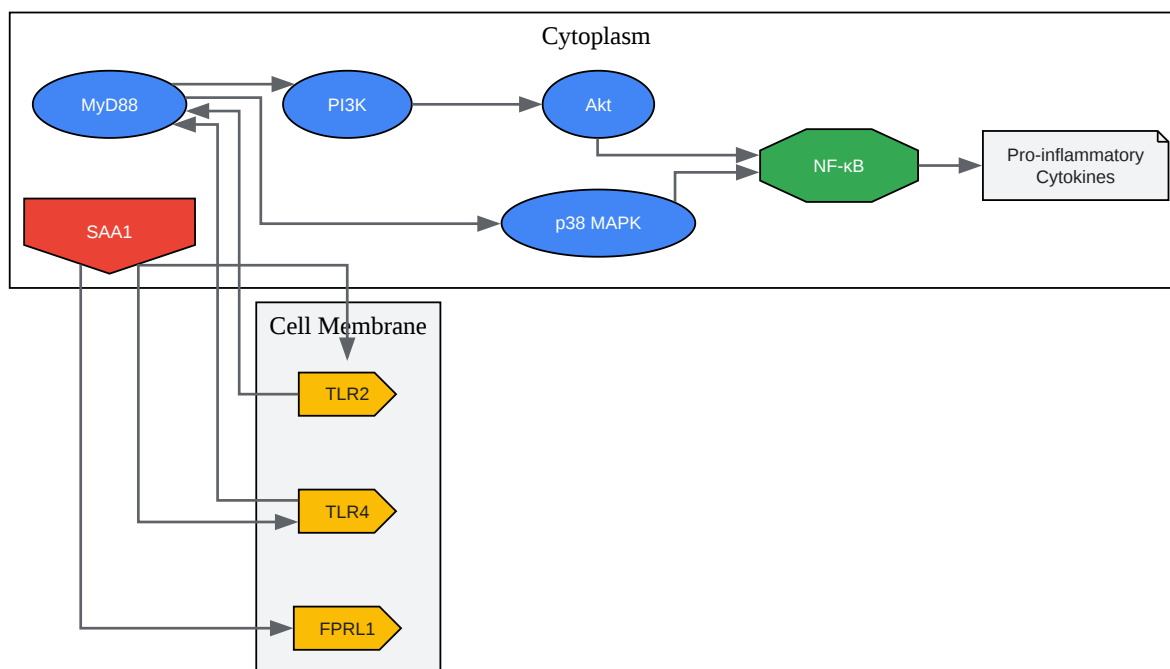 Cytoplasm
MyD88
PI3K
Akt
NF-κB
Pro-inflammatory
Cytokines
SAA1
p38 MAPK
Cell Membrane
TLR2
TLR4
FPRL1